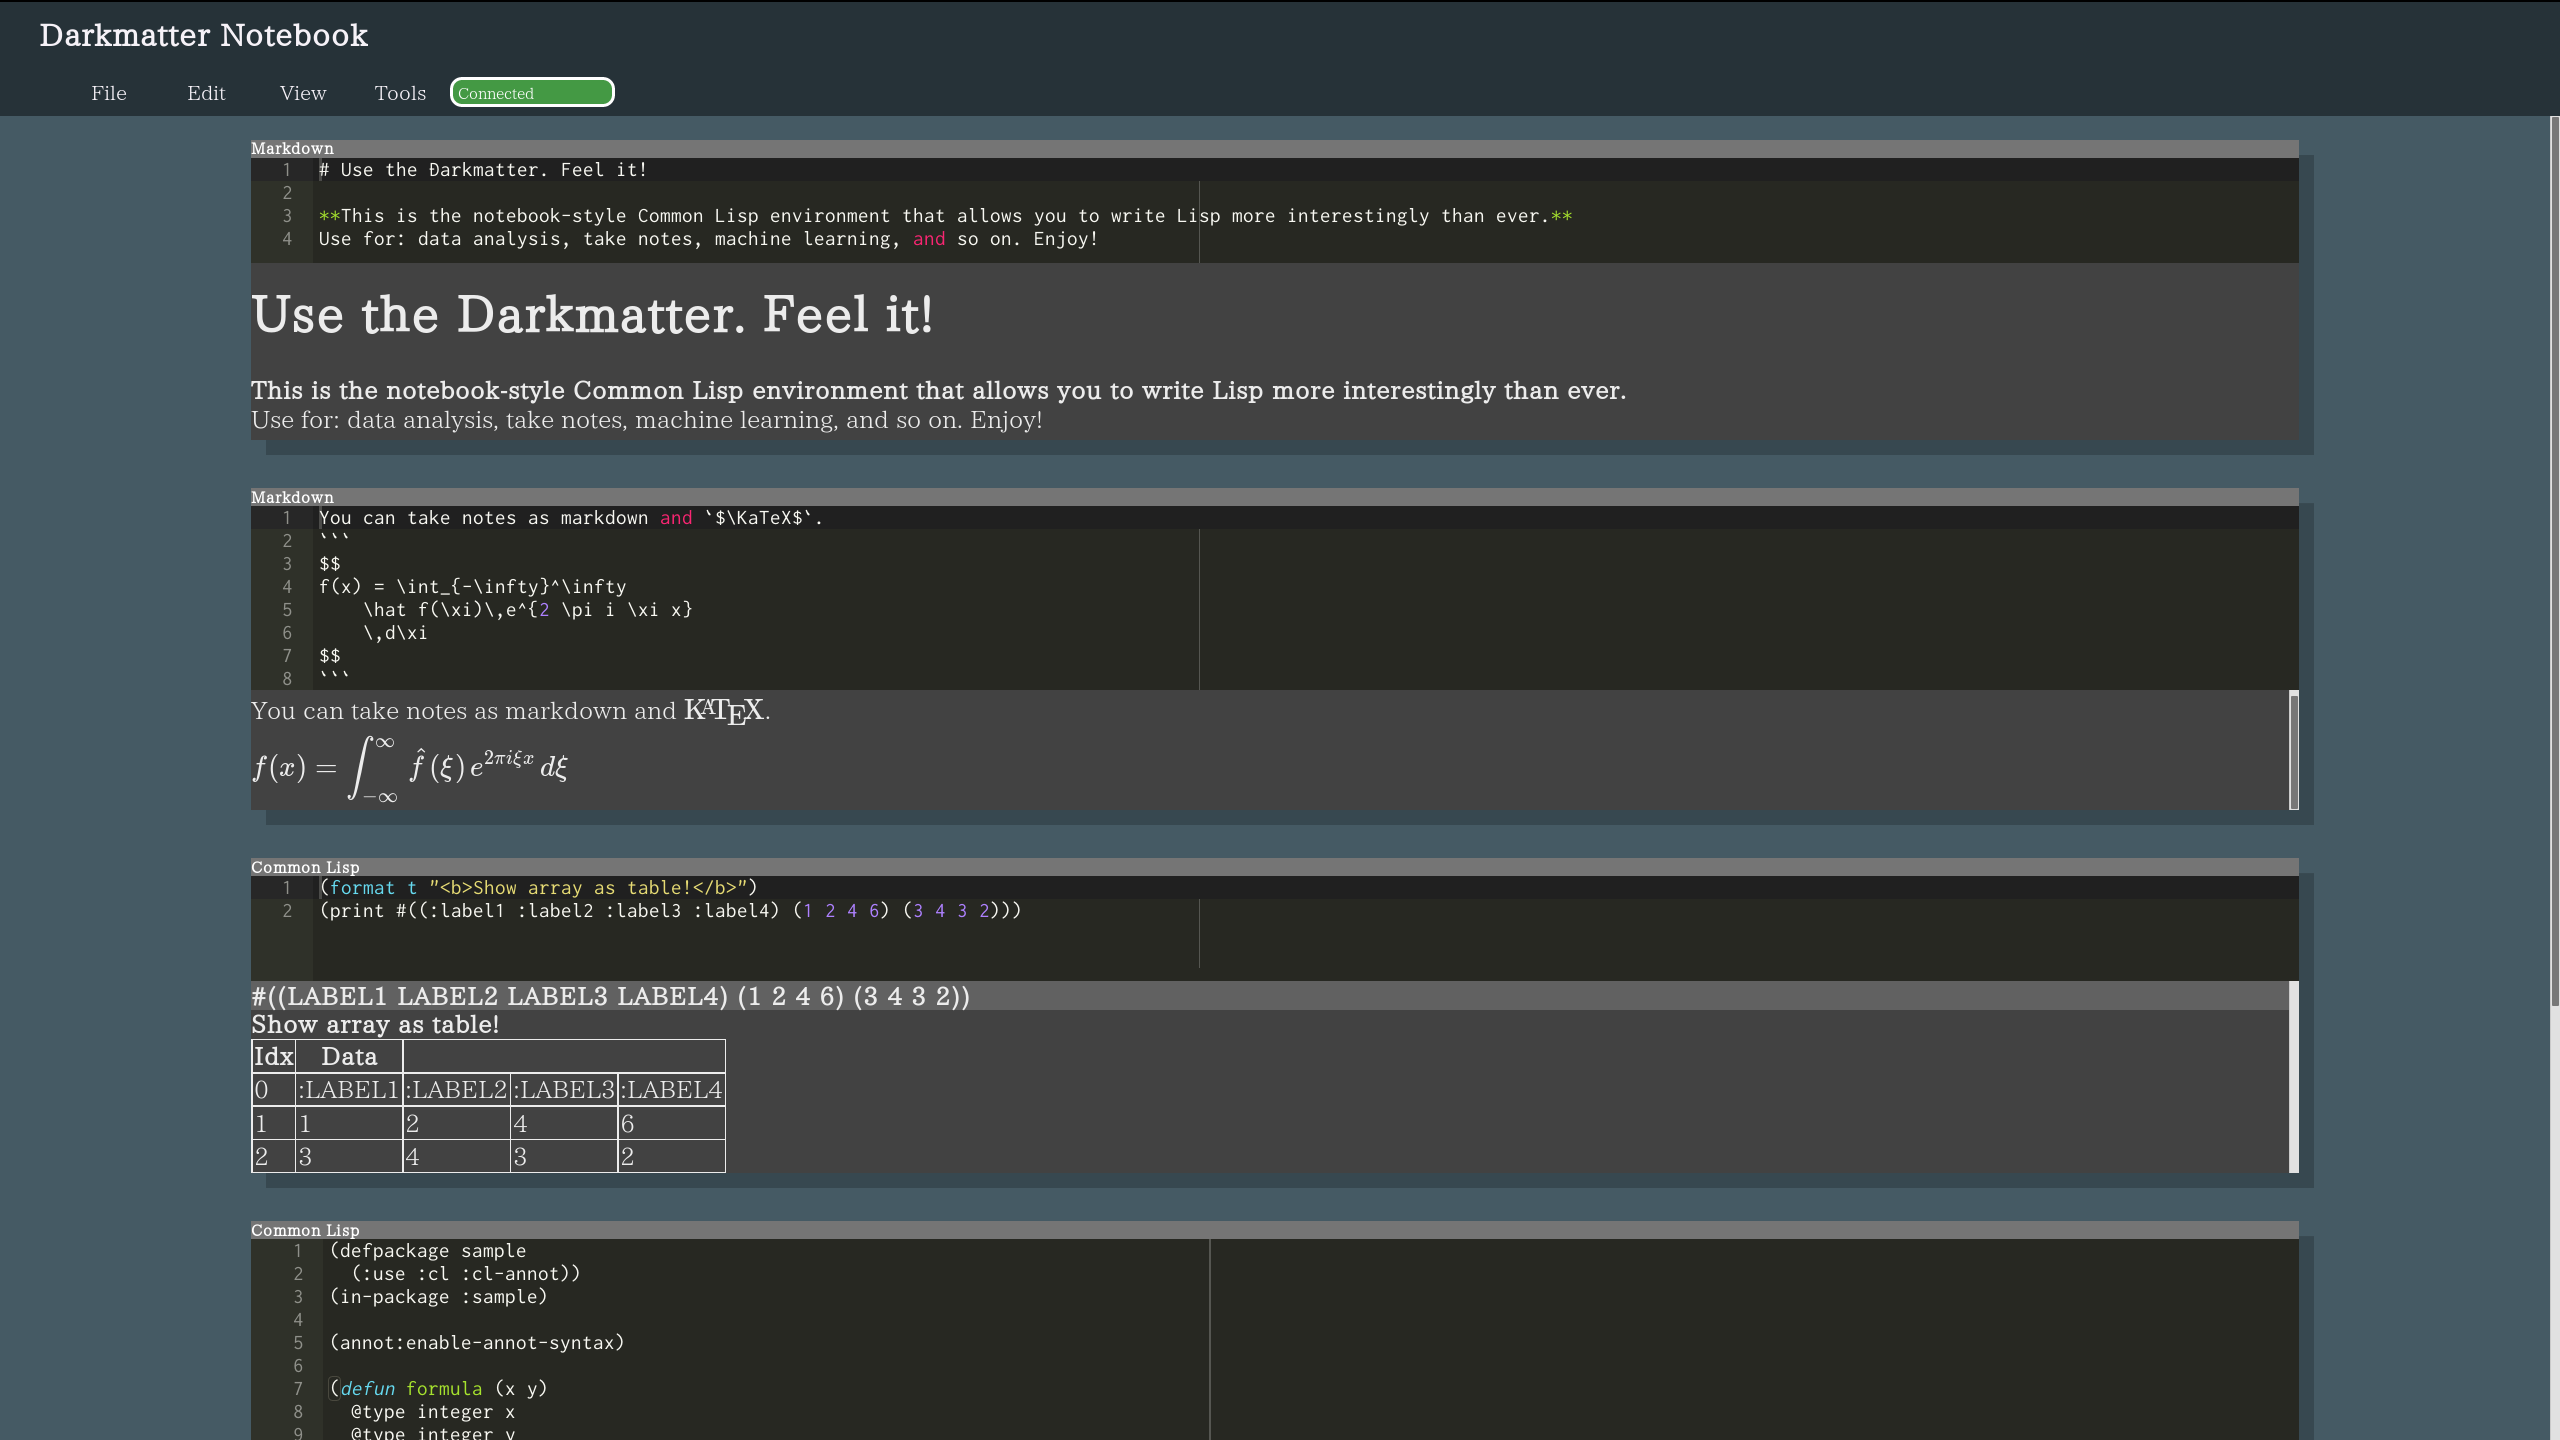 Darkmatter Notebook
File Edit View Tools Connected
Markdown
1 # Use the Darkmatter. Feel it!
2
3 **This is the notebook-style Common Lisp environment that allows you to write Lisp more interestingly than ever.**
4 Use for: data analysis, take notes, machine learning, and so on. Enjoy!
Use the Darkmatter. Feel it!
This is the notebook-style Common Lisp environment that allows you to write Lisp more interestingly than ever.
Use for: data analysis, take notes, machine learning, and so on. Enjoy!
Markdown
1 You can take notes as markdown and `$\KaTeX$`.
2 ```
3 $$
4 f(x) = \int_{-\infty}^\infty
5     \hat f(\xi)\,e^{2 \pi i \xi x}
6     \,d\xi
7 $$
8 ```
You can take notes as markdown and KATEX.
f(x) = ∫_{-∞}^{∞} f̂(ξ) e^{2πiξx} dξ
Common Lisp
1 (format t "<b>Show array as table!</b>")
2 (print #((:label1 :label2 :label3 :label4) (1 2 4 6) (3 4 3 2)))
#((LABEL1 LABEL2 LABEL3 LABEL4) (1 2 4 6) (3 4 3 2))
Show array as table!
Idx Data
0 :LABEL1 :LABEL2 :LABEL3 :LABEL4
1 1 2 4 6
2 3 4 3 2
Common Lisp
1 (defpackage sample
2   (:use :cl :cl-annot))
3 (in-package :sample)
4
5 (annot:enable-annot-syntax)
6
7 (defun formula (x y)
8   @type integer x
9   @type integer y